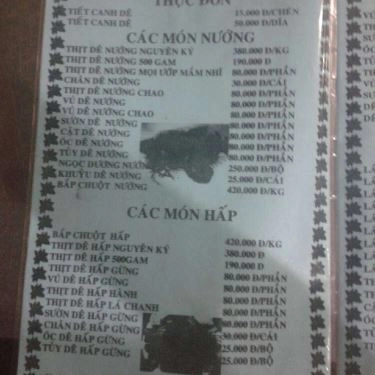 THỰC ĐƠN
TIẾT CANH DÊ 15.000 Đ/CHÉN
TIẾT CANH DÊ 50.000 Đ/DĨA
CÁC MÓN NƯỚNG
THỊT DÊ NƯỚNG NGUYÊN KÝ 380.000 Đ/KG
THỊT DÊ NƯỚNG 500 GAM 190.000 Đ
THỊT DÊ NƯỚNG MỌI ƯỚP MẮM NHĨ 80.000 Đ/PHẦN
CHÂN DÊ NƯỚNG 30.000 Đ/CÁI
THỊT DÊ NƯỚNG CHAO 80.000 Đ/PHẦN
VÚ DÊ NƯỚNG 80.000 Đ/PHẦN
VÚ DÊ NƯỚNG CHAO 80.000 Đ/PHẦN
SƯỜN DÊ NƯỚNG 80.000 Đ/PHẦN
CẬT DÊ NƯỚNG 80.000 Đ/PHẦN
ÓC DÊ NƯỚNG 80.000 Đ/PHẦN
TỦY DÊ NƯỚNG 80.000 Đ/PHẦN
NGỌC DƯƠNG NƯỚNG 250.000 Đ/BỘ
KHUỶU DÊ NƯỚNG 25.000 Đ/CÁI
BẮP CHUỘT NƯỚNG 420.000 Đ/KG
CÁC MÓN HẤP
BẮP CHUỘT HẤP 420.000 Đ/KG
THỊT DÊ HẤP NGUYÊN KÝ 380.000 Đ
THỊT DÊ HẤP 500GAM 190.000 Đ
THỊT DÊ HẤP GỪNG 80.000 Đ/PHẦN
VÚ DÊ HẤP GỪNG 80.000 Đ/PHẦN
THỊT DÊ HẤP HÀNH 80.000 Đ/PHẦN
THỊT DÊ HẤP LÁ CHANH 80.000 Đ/PHẦN
SƯỜN DÊ HẤP GỪNG 80.000 Đ/PHẦN
CHÂN DÊ HẤP GỪNG 30.000 Đ/CÁI
ÓC DÊ HẤP GỪNG 25.000 Đ/BỘ
TỦY DÊ HẤP GỪNG 25.000 Đ/BỘ